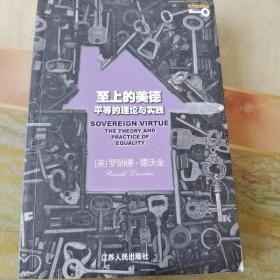 至上的美德
平等的理论与实践
SOVEREIGN VIRTUE
THE THEORY AND
PRACTICE OF
EQUALITY
[美]罗纳德·德沃金
Ronald Dworkin
江苏人民出版社